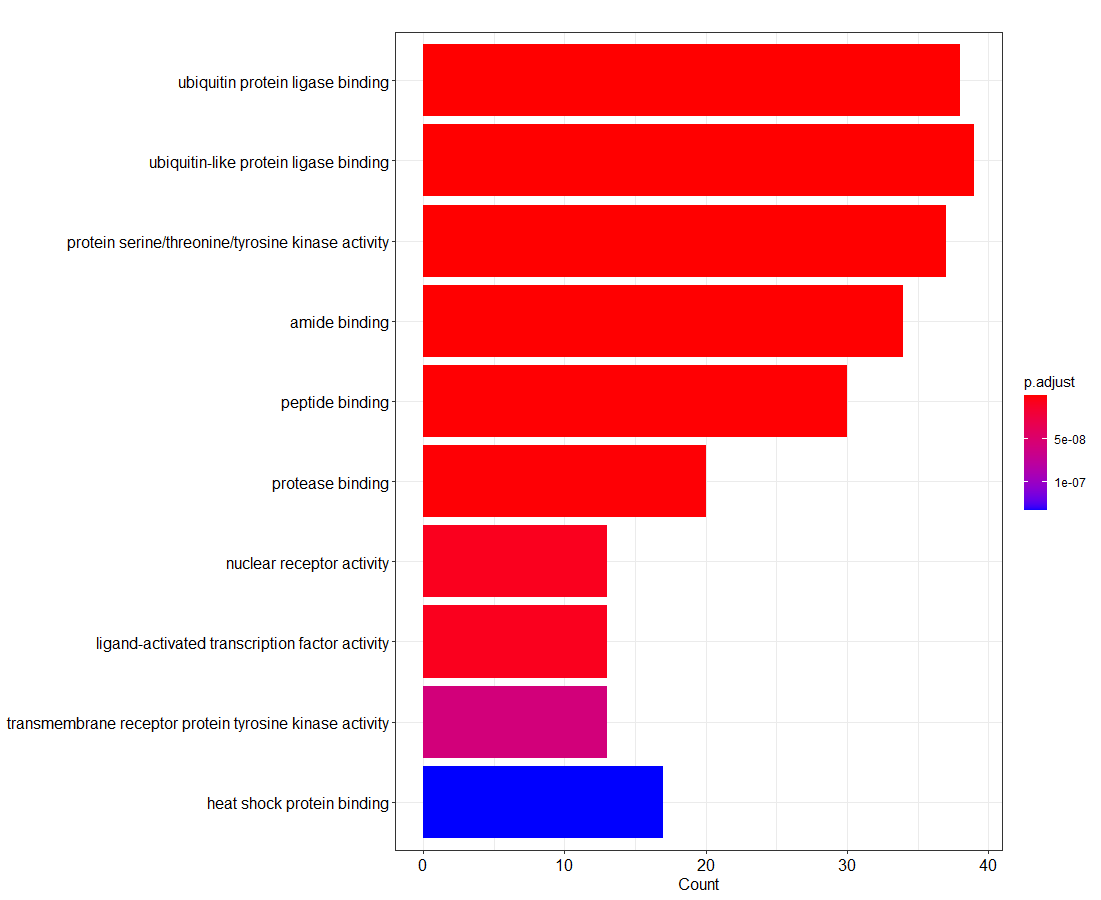 ubiquitin protein ligase binding
ubiquitin-like protein ligase binding
protein serine/threonine/tyrosine kinase activity
amide binding
peptide binding
protease binding
nuclear receptor activity
ligand-activated transcription factor activity
transmembrane receptor protein tyrosine kinase activity
heat shock protein binding
0 10 20 30 40
Count
p.adjust
5e-08
1e-07